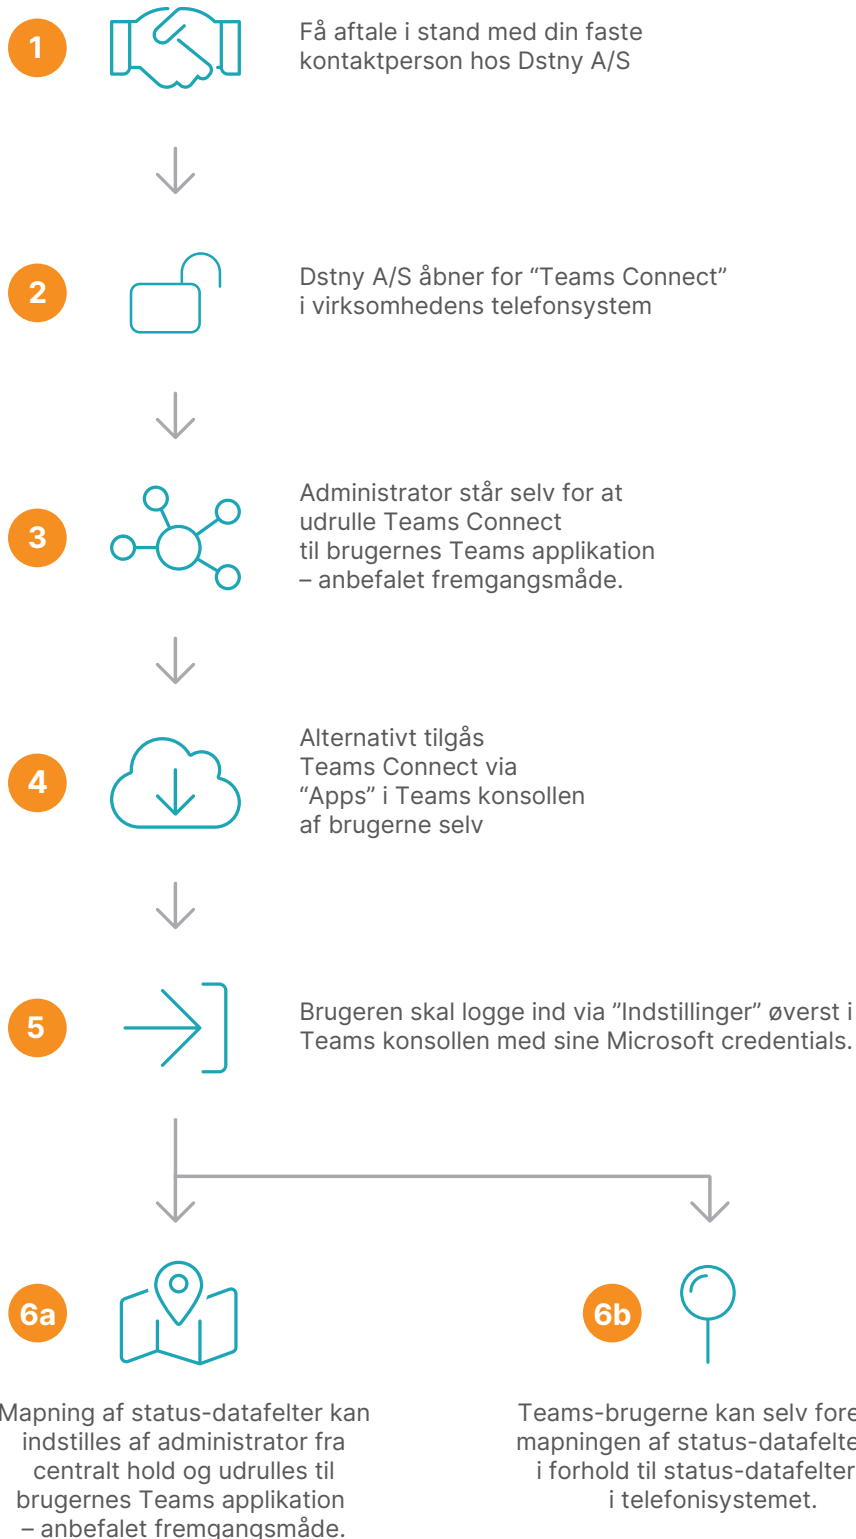 1
Få aftale i stand med din faste
kontaktperson hos Dstny A/S
2
Dstny A/S åbner for “Teams Connect”
i virksomhedens telefonsystem
3
Administrator står selv for at
udrulle Teams Connect
til brugernes Teams applikation
– anbefalet fremgangsmåde.
4
Alternativt tilgås
Teams Connect via
“Apps” i Teams konsollen
af brugerne selv
5
Brugeren skal logge ind via ”Indstillinger” øverst i
Teams konsollen med sine Microsoft credentials.
6a
Mapning af status-datafelter kan
indstilles af administrator fra
centralt hold og udrulles til
brugernes Teams applikation
– anbefalet fremgangsmåde.
6b
Teams-brugerne kan selv
mapningen af
i forhold til status-datafelter
i telefonisystemet.